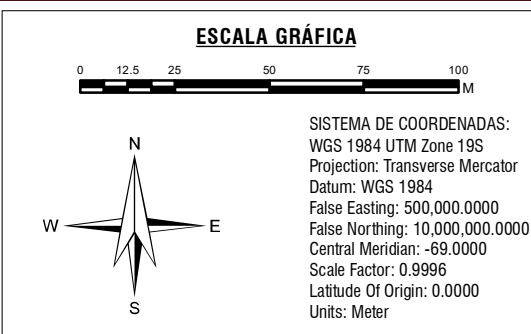 ESCALA GRÁFICA
0 12.5 25 50 75 100
M
N
W E
S
SISTEMA DE COORDENADAS:
WGS 1984 UTM Zone 19S
Projection: Transverse Mercator
Datum: WGS 1984
False Easting: 500,000.0000
False Northing: 10,000,000.0000
Central Meridian: -69.0000
Scale Factor: 0.9996
Latitude Of Origin: 0.0000
Units: Meter